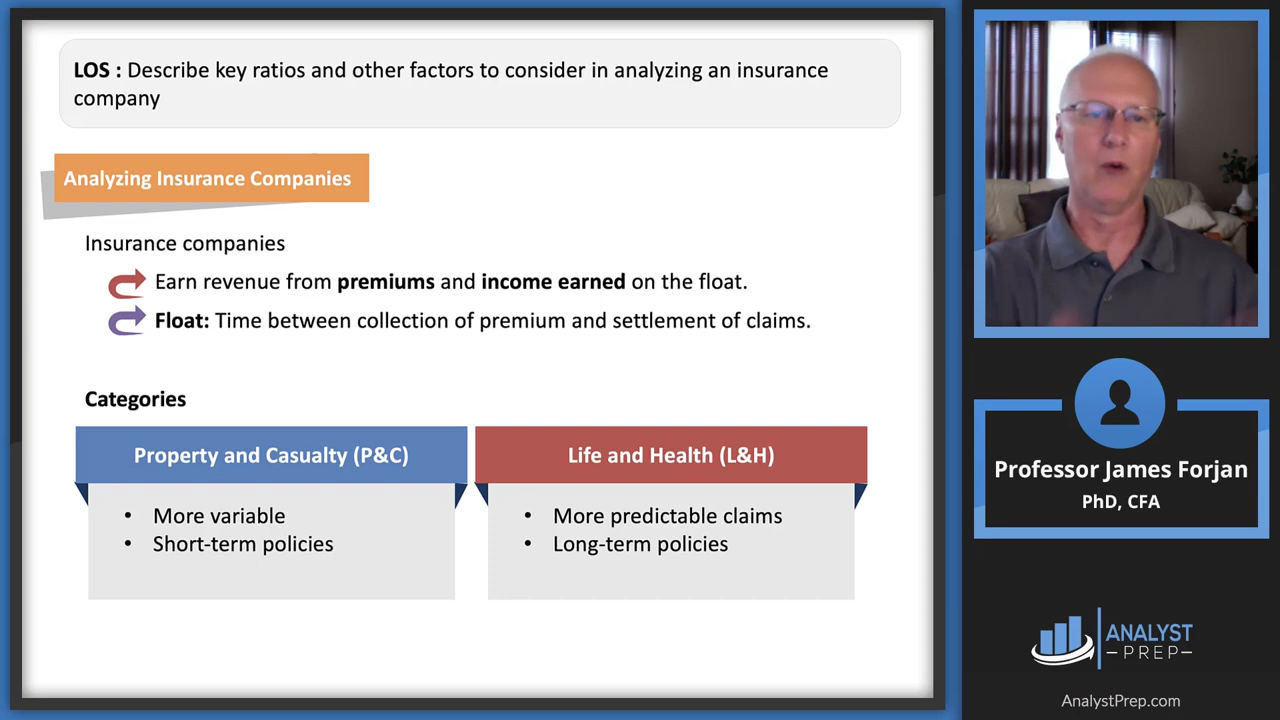 LOS : Describe key ratios and other factors to consider in analyzing an insurance
company
Analyzing Insurance Companies
Insurance companies
Earn revenue from premiums and income earned on the float.
Float: Time between collection of premium and settlement of claims.
Categories
Property and Casualty (P&C)
• More variable
• Short-term policies
Life and Health (L&H)
• More predictable claims
• Long-term policies
Professor James Forjan
PhD, CFA
ANALYST
PREP
AnalystPrep.com